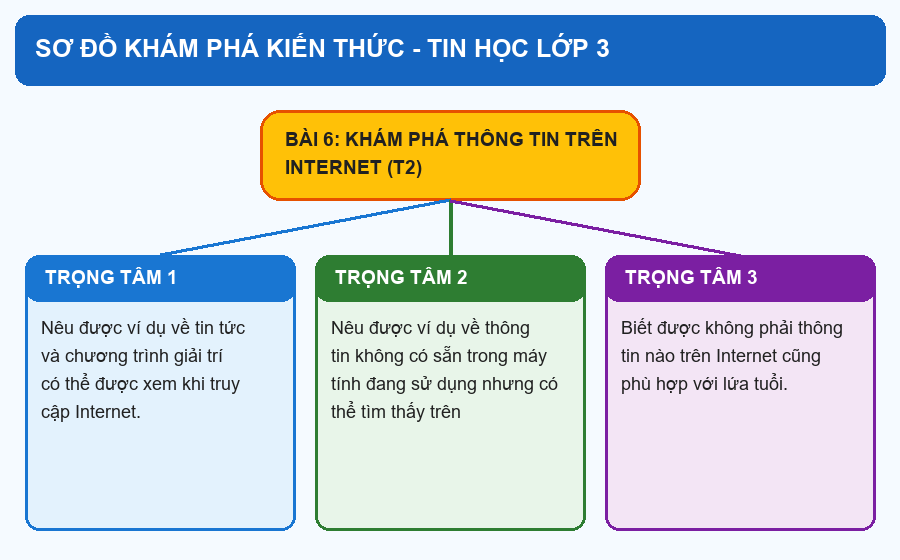 SƠ ĐỒ KHÁM PHÁ KIẾN THỨC - TIN HỌC LỚP 3
BÀI 6: KHÁM PHÁ THÔNG TIN TRÊN
INTERNET (T2)
TRỌNG TÂM 1
Nêu được ví dụ về tin tức
và chương trình giải trí
có thể được xem khi truy
cập Internet.
TRỌNG TÂM 2
Nêu được ví dụ về thông
tin không có sẵn trong máy
tính đang sử dụng nhưng có
thể tìm thấy trên
TRỌNG TÂM 3
Biết được không phải thông
tin nào trên Internet cũng
phù hợp với lứa tuổi.